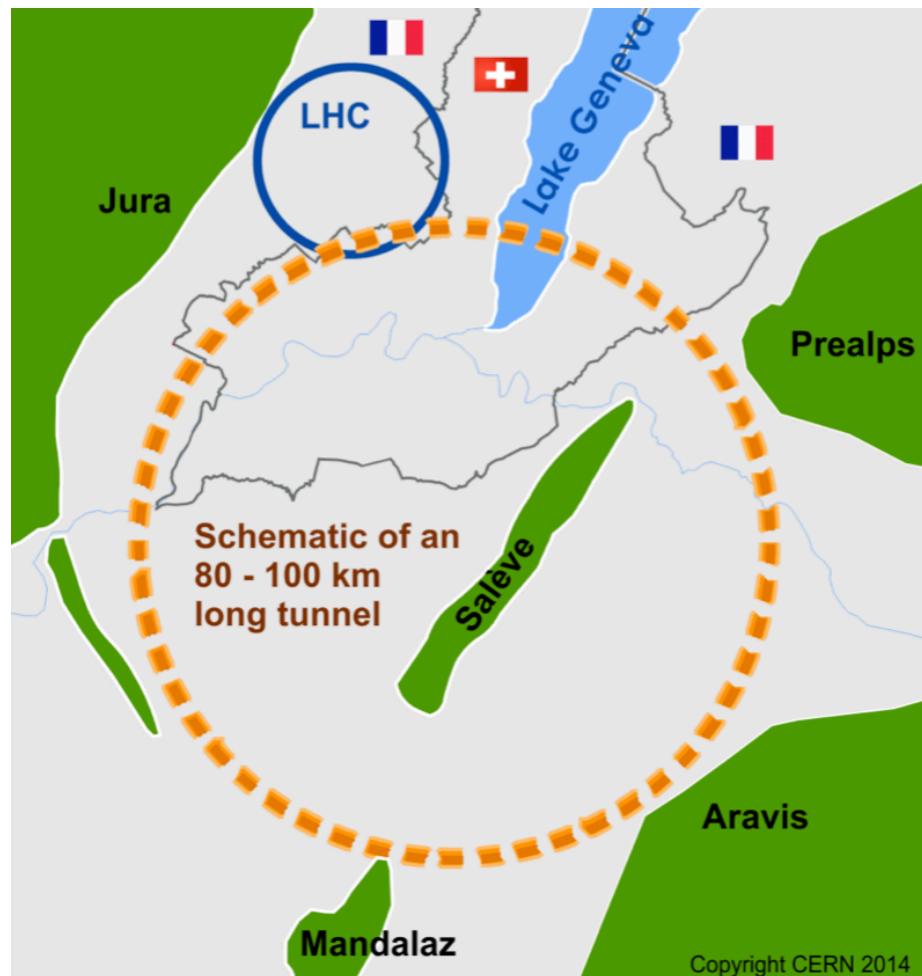 LHC
Lake Geneva
Jura
Prealps
Schematic of an
80 - 100 km
long tunnel
Salève
Aravis
Mandalaz
Copyright CERN 2014